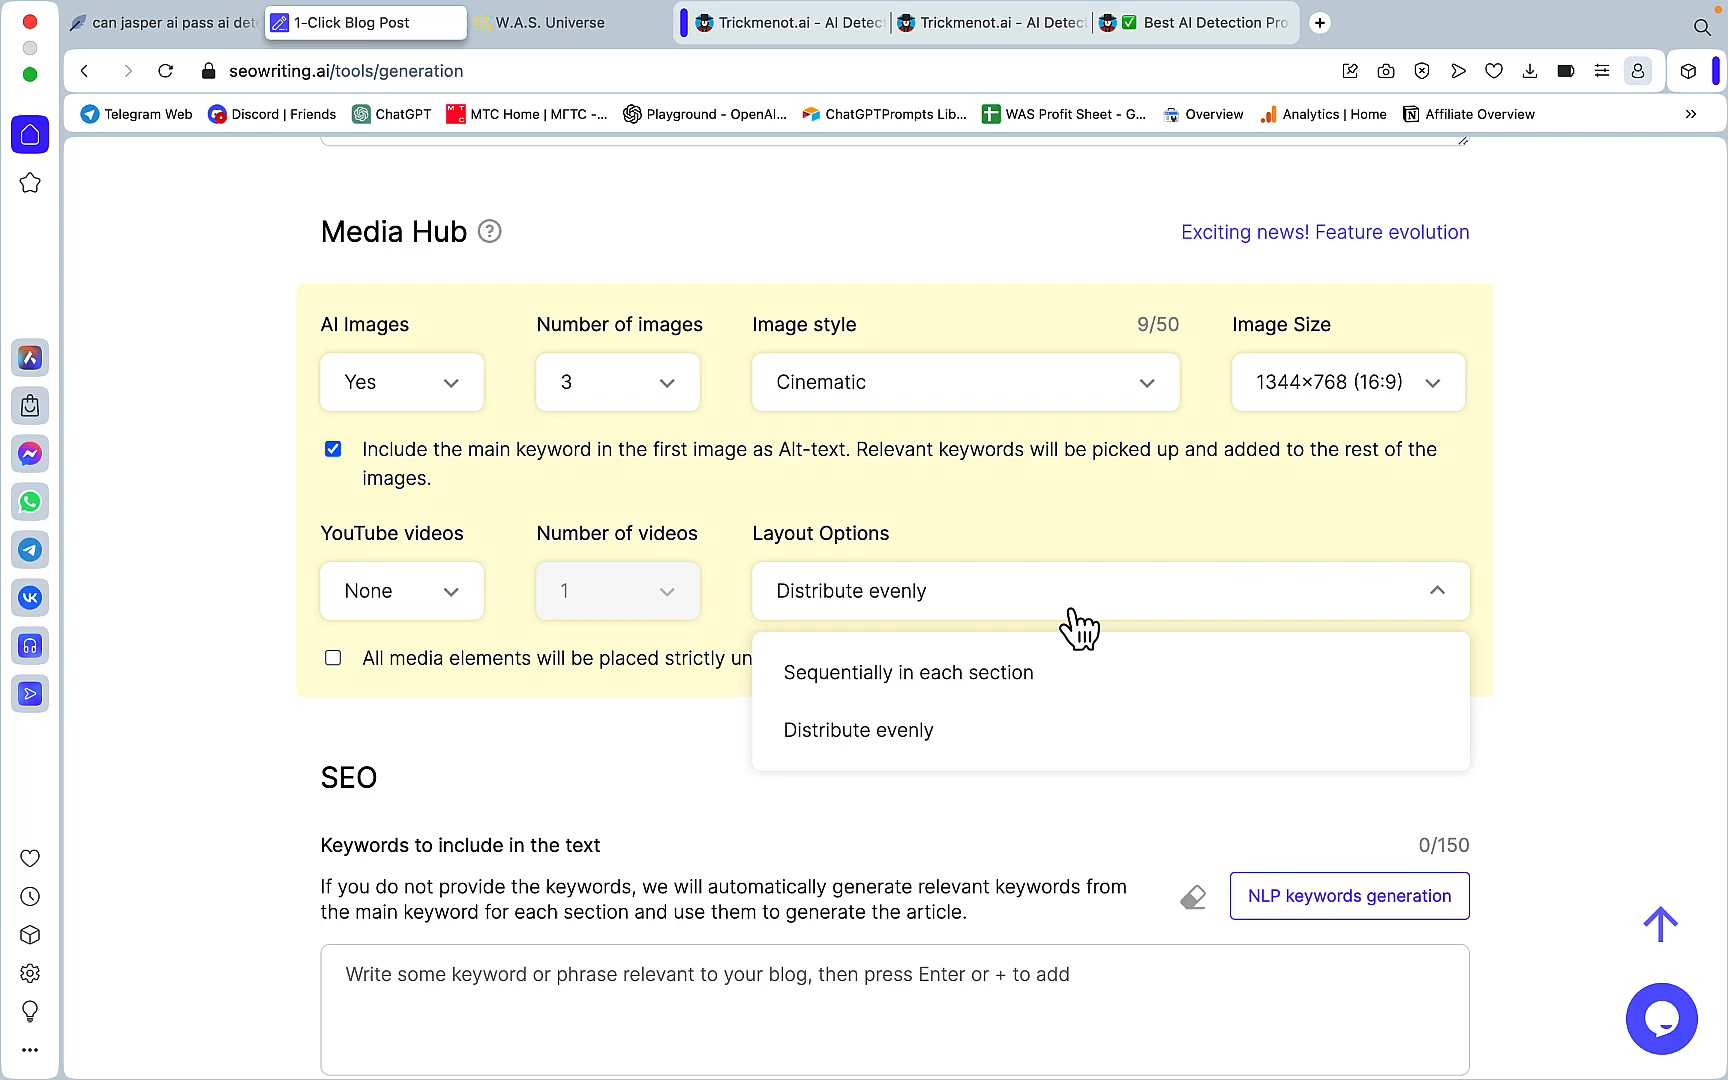 can jasper ai pass ai det
1-Click Blog Post
W.A.S. Universe
Trickmenot.ai - AI Detect
Trickmenot.ai - AI Detect
✅ Best AI Detection Pro
seowriting.ai/tools/generation
Telegram Web
Discord | Friends
ChatGPT
МТС Home | МГТС -...
Playground - OpenAI...
ChatGPTPrompts Lib...
WAS Profit Sheet - G...
Overview
Analytics | Home
Affiliate Overview
Media Hub
Exciting news! Feature evolution
AI Images
Number of images
Image style
9/50
Image Size
Yes
3
Cinematic
1344×768 (16:9)
Include the main keyword in the first image as Alt-text. Relevant keywords will be picked up and added to the rest of the
images.
YouTube videos
Number of videos
Layout Options
None
1
Distribute evenly
All media elements will be placed strictly un
Sequentially in each section
Distribute evenly
SEO
Keywords to include in the text
0/150
If you do not provide the keywords, we will automatically generate relevant keywords from
the main keyword for each section and use them to generate the article.
NLP keywords generation
Write some keyword or phrase relevant to your blog, then press Enter or + to add